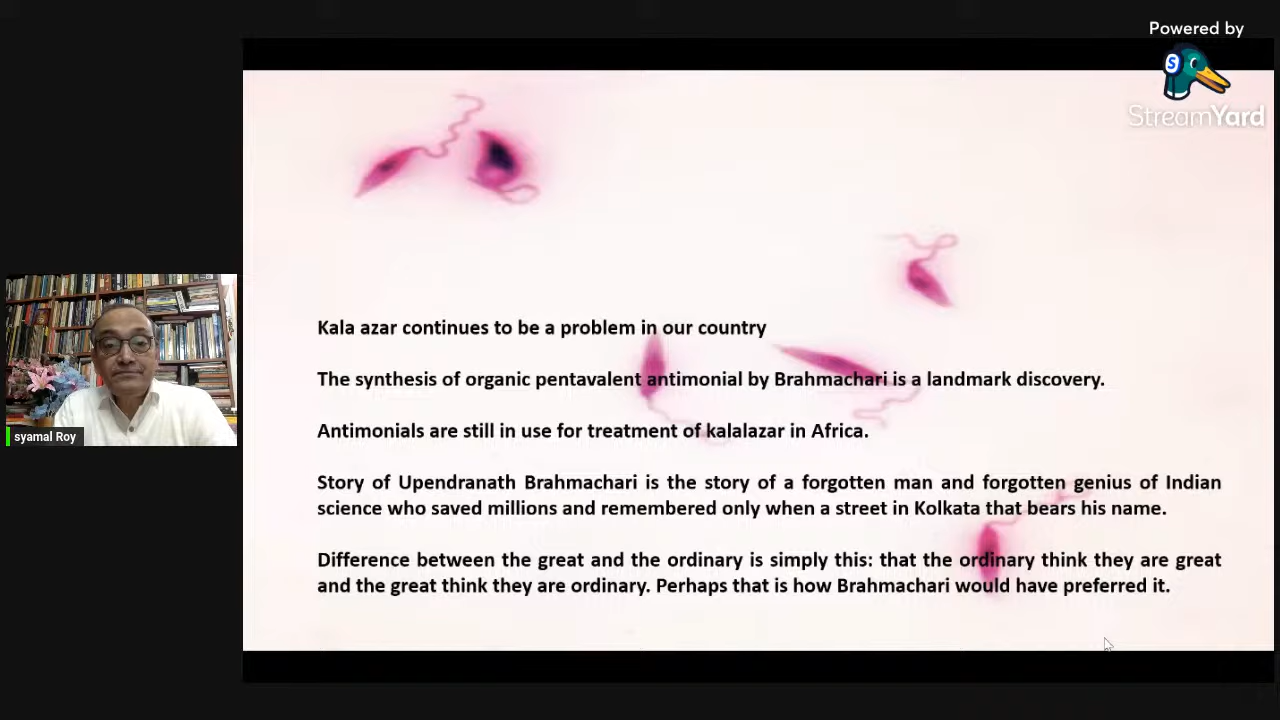 Powered by
S
StreamYard
Kala azar continues to be a problem in our country
The synthesis of organic pentavalent antimonial by Brahmachari is a landmark discovery.
Antimonials are still in use for treatment of kalalazar in Africa.
Story of Upendranath Brahmachari is the story of a forgotten man and forgotten genius of Indian
science who saved millions and remembered only when a street in Kolkata that bears his name.
Difference between the great and the ordinary is simply this: that the ordinary think they are great
and the great think they are ordinary. Perhaps that is how Brahmachari would have preferred it.
syamal Roy